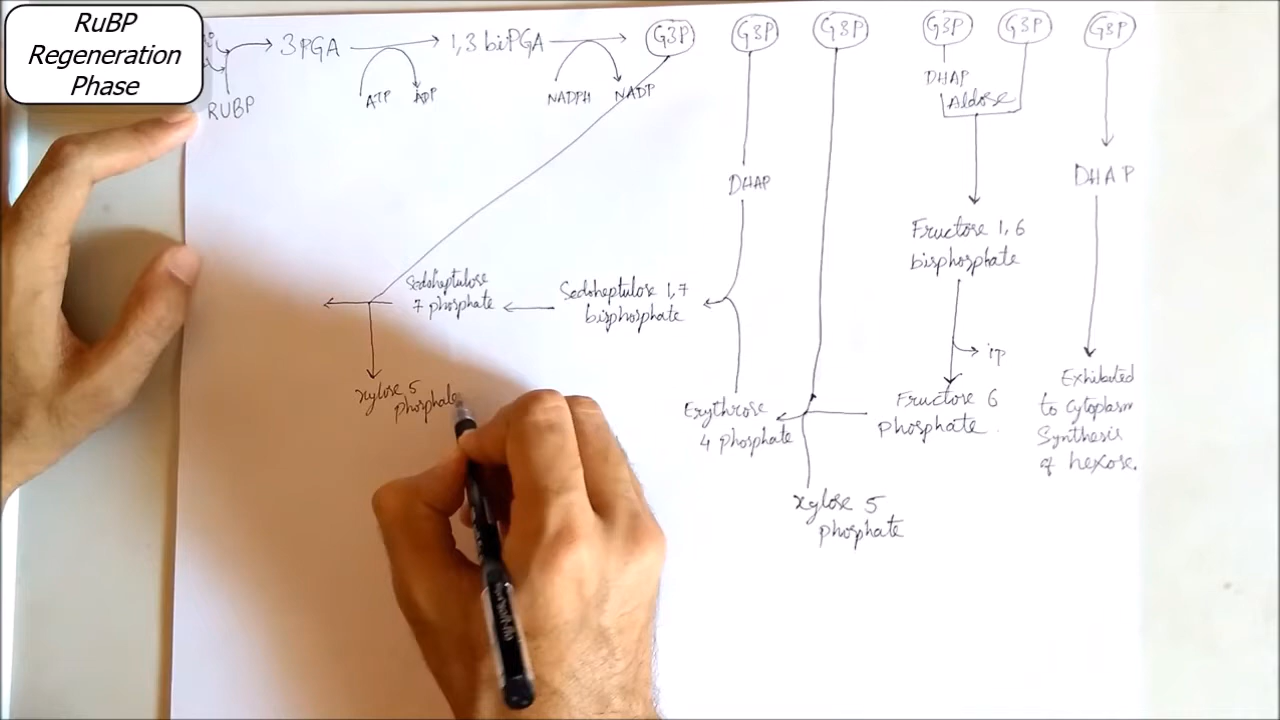 RuBP
Regeneration
Phase
3PGA
1,3 biPGA
G3P
G3P
G3P
G3P
G3P
G3P
RUBP
ATP
ADP
NADPH
NADP
DHAP
Aldose
DHAP
DHAP
Fructose 1,6
bisphosphate
Sedoheptulose
7 phosphate
Sedoheptulose 1,7
bisphosphate
ip
xylose 5
phosphate
Erythrose
4 phosphate
Fructose 6
phosphate
Exhibuted
to Cytoplasm
Synthesis
of hexose.
xylose 5
phosphate